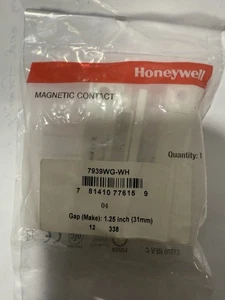 Honeywell
MAGNETIC CONTACT
Quantity: 1
7939WG-WH
7 81410 77615 9
04
Gap (Make): 1.25 inch (31mm)
13 338